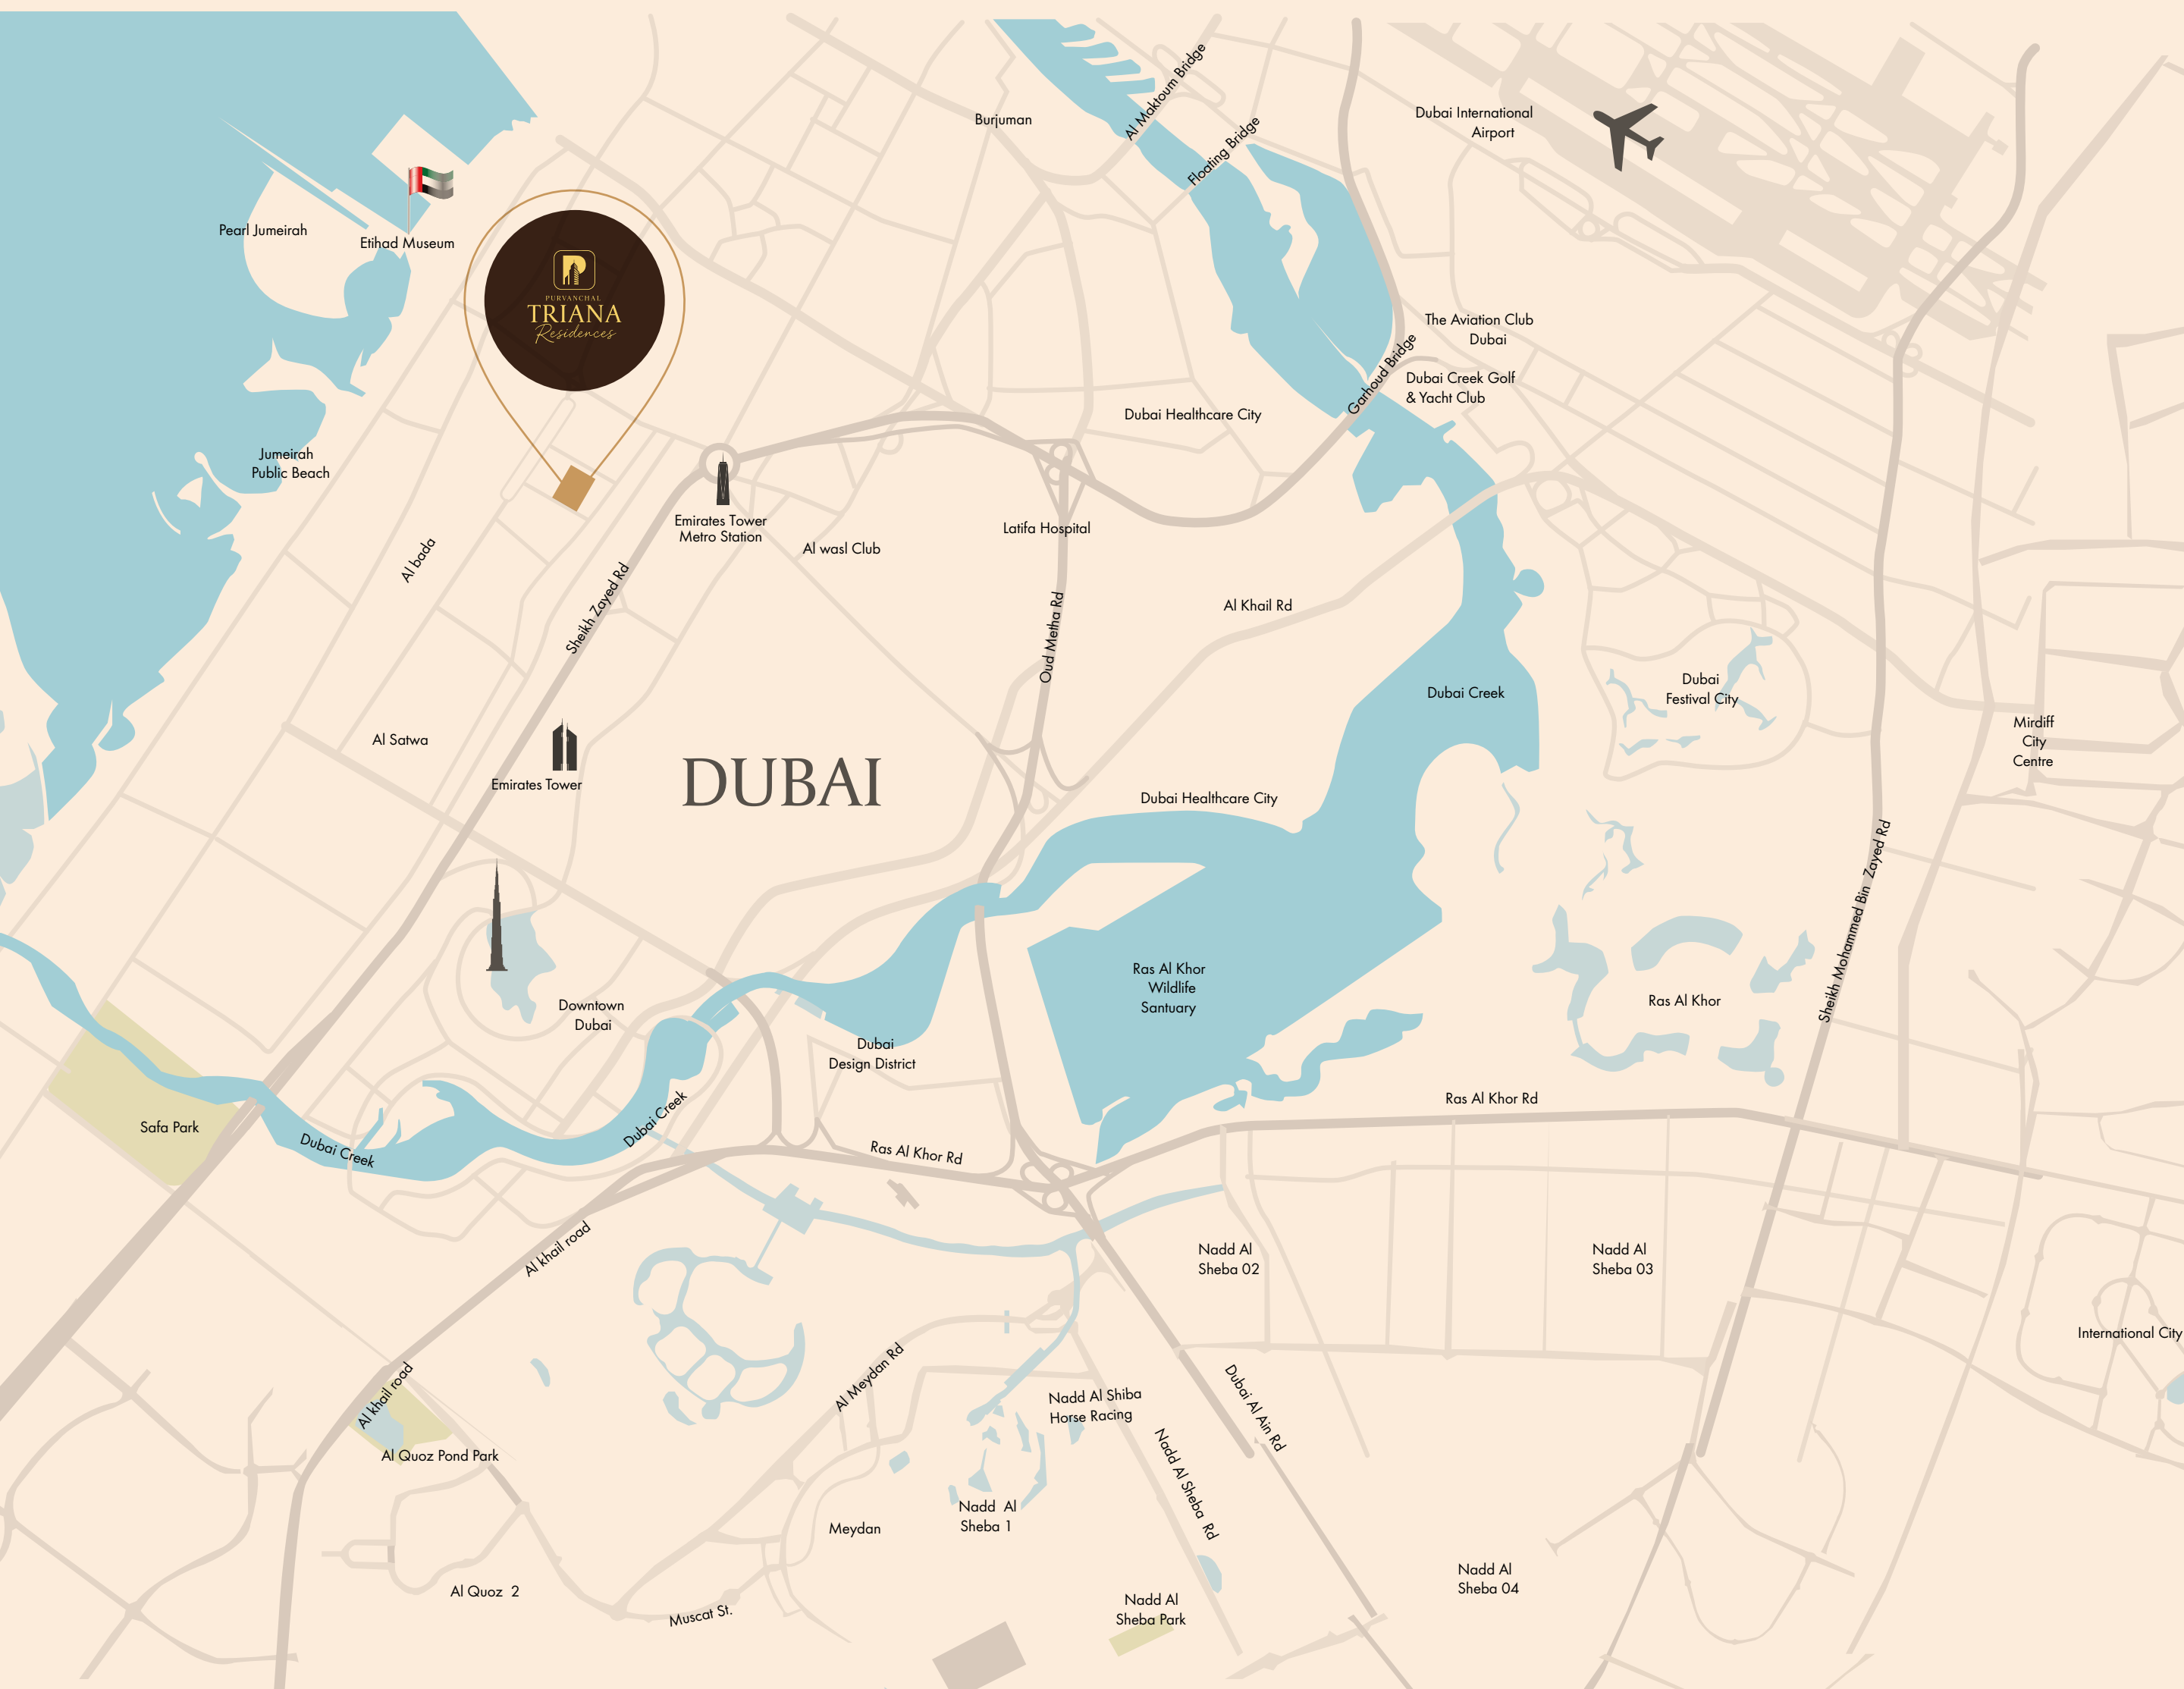 Burjuman
Al Maktoum Bridge
Floating Bridge
Dubai International
Airport
Pearl Jumeirah
Etihad Museum
P
PURVANCHAL
TRIANA
Residences
The Aviation Club
Dubai
Garhoud Bridge
Dubai Creek Golf
& Yacht Club
Dubai Healthcare City
Jumeirah
Public Beach
Emirates Tower
Metro Station
Al wasl Club
Latifa Hospital
Al bada
Sheikh Zayed Rd
Oud Metha Rd
Al Khail Rd
Dubai Creek
Dubai
Festival City
Mirdiff
City
Centre
Al Satwa
Emirates Tower
DUBAI
Dubai Healthcare City
Sheikh Mohammed Bin Zayed Rd
Ras Al Khor
Wildlife
Santuary
Ras Al Khor
Downtown
Dubai
Dubai
Design District
Ras Al Khor Rd
Safa Park
Dubai Creek
Dubai Creek
Ras Al Khor Rd
Al khail road
Nadd Al
Sheba 02
Nadd Al
Sheba 03
International City
Al khail road
Al Meydan Rd
Nadd Al Shiba
Horse Racing
Dubai Al Ain Rd
Al Quoz Pond Park
Nadd Al Sheba Rd
Nadd Al
Sheba 1
Meydan
Al Quoz 2
Muscat St.
Nadd Al
Sheba Park
Nadd Al
Sheba 04